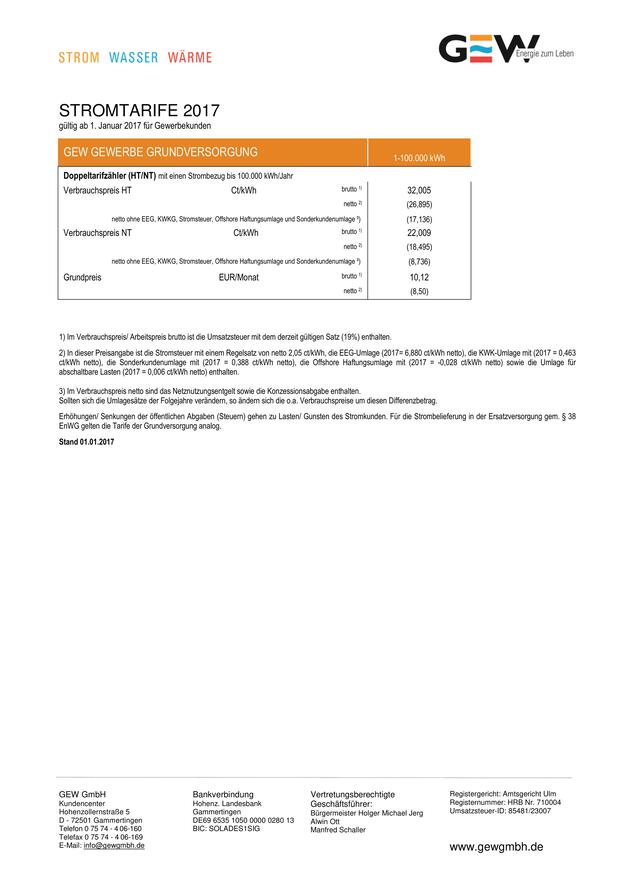 STROM WASSER WÄRME
GEW Energie zum Leben
STROMTARIFE 2017
gültig ab 1. Januar 2017 für Gewerbekunden
GEW GEWERBE GRUNDVERSORGUNG 1-100.000 kWh
Doppeltarifzähler (HT/NT) mit einen Strombezug bis 100.000 kWh/Jahr
Verbrauchspreis HT Ct/kWh brutto 1) 32,005
netto 2) (26,895)
netto ohne EEG, KWKG, Stromsteuer, Offshore Haftungsumlage und Sonderkundenumlage 3) (17,136)
Verbrauchspreis NT Ct/kWh brutto 1) 22,009
netto 2) (18,495)
netto ohne EEG, KWKG, Stromsteuer, Offshore Haftungsumlage und Sonderkundenumlage 3) (8,736)
Grundpreis EUR/Monat brutto 1) 10,12
netto 2) (8,50)
1) Im Verbrauchspreis/ Arbeitspreis brutto ist die Umsatzsteuer mit dem derzeit gültigen Satz (19%) enthalten.
2) In dieser Preisangabe ist die Stromsteuer mit einem Regelsatz von netto 2,05 ct/kWh, die EEG-Umlage (2017= 6,880 ct/kWh netto), die KWK-Umlage mit (2017 = 0,463
ct/kWh netto), die Sonderkundenumlage mit (2017 = 0,388 ct/kWh netto), die Offshore Haftungsumlage mit (2017 = -0,028 ct/kWh netto) sowie die Umlage für
abschaltbare Lasten (2017 = 0,006 ct/kWh netto) enthalten.
3) Im Verbrauchspreis netto sind das Netznutzungsentgelt sowie die Konzessionsabgabe enthalten.
Sollten sich die Umlagesätze der Folgejahre verändern, so ändern sich die o.a. Verbrauchspreise um diesen Differenzbetrag.
Erhöhungen/ Senkungen der öffentlichen Abgaben (Steuern) gehen zu Lasten/ Gunsten des Stromkunden. Für die Strombelieferung in der Ersatzversorgung gem. § 38
EnWG gelten die Tarife der Grundversorgung analog.
Stand 01.01.2017
GEW GmbH
Kundencenter
Hohenzollernstraße 5
D - 72501 Gammertingen
Telefon 0 75 74 - 4 06-160
Telefax 0 75 74 - 4 06-169
E-Mail: info@gewgmbh.de
Bankverbindung
Hohenz. Landesbank
Gammertingen
DE69 6535 1050 0000 0280 13
BIC: SOLADES1SIG
Vertretungsberechtigte
Geschäftsführer:
Bürgermeister Holger Michael Jerg
Alwin Ott
Manfred Schaller
Registergericht: Amtsgericht Ulm
Registernummer: HRB Nr. 710004
Umsatzsteuer-ID: 85481/23007
www.gewgmbh.de